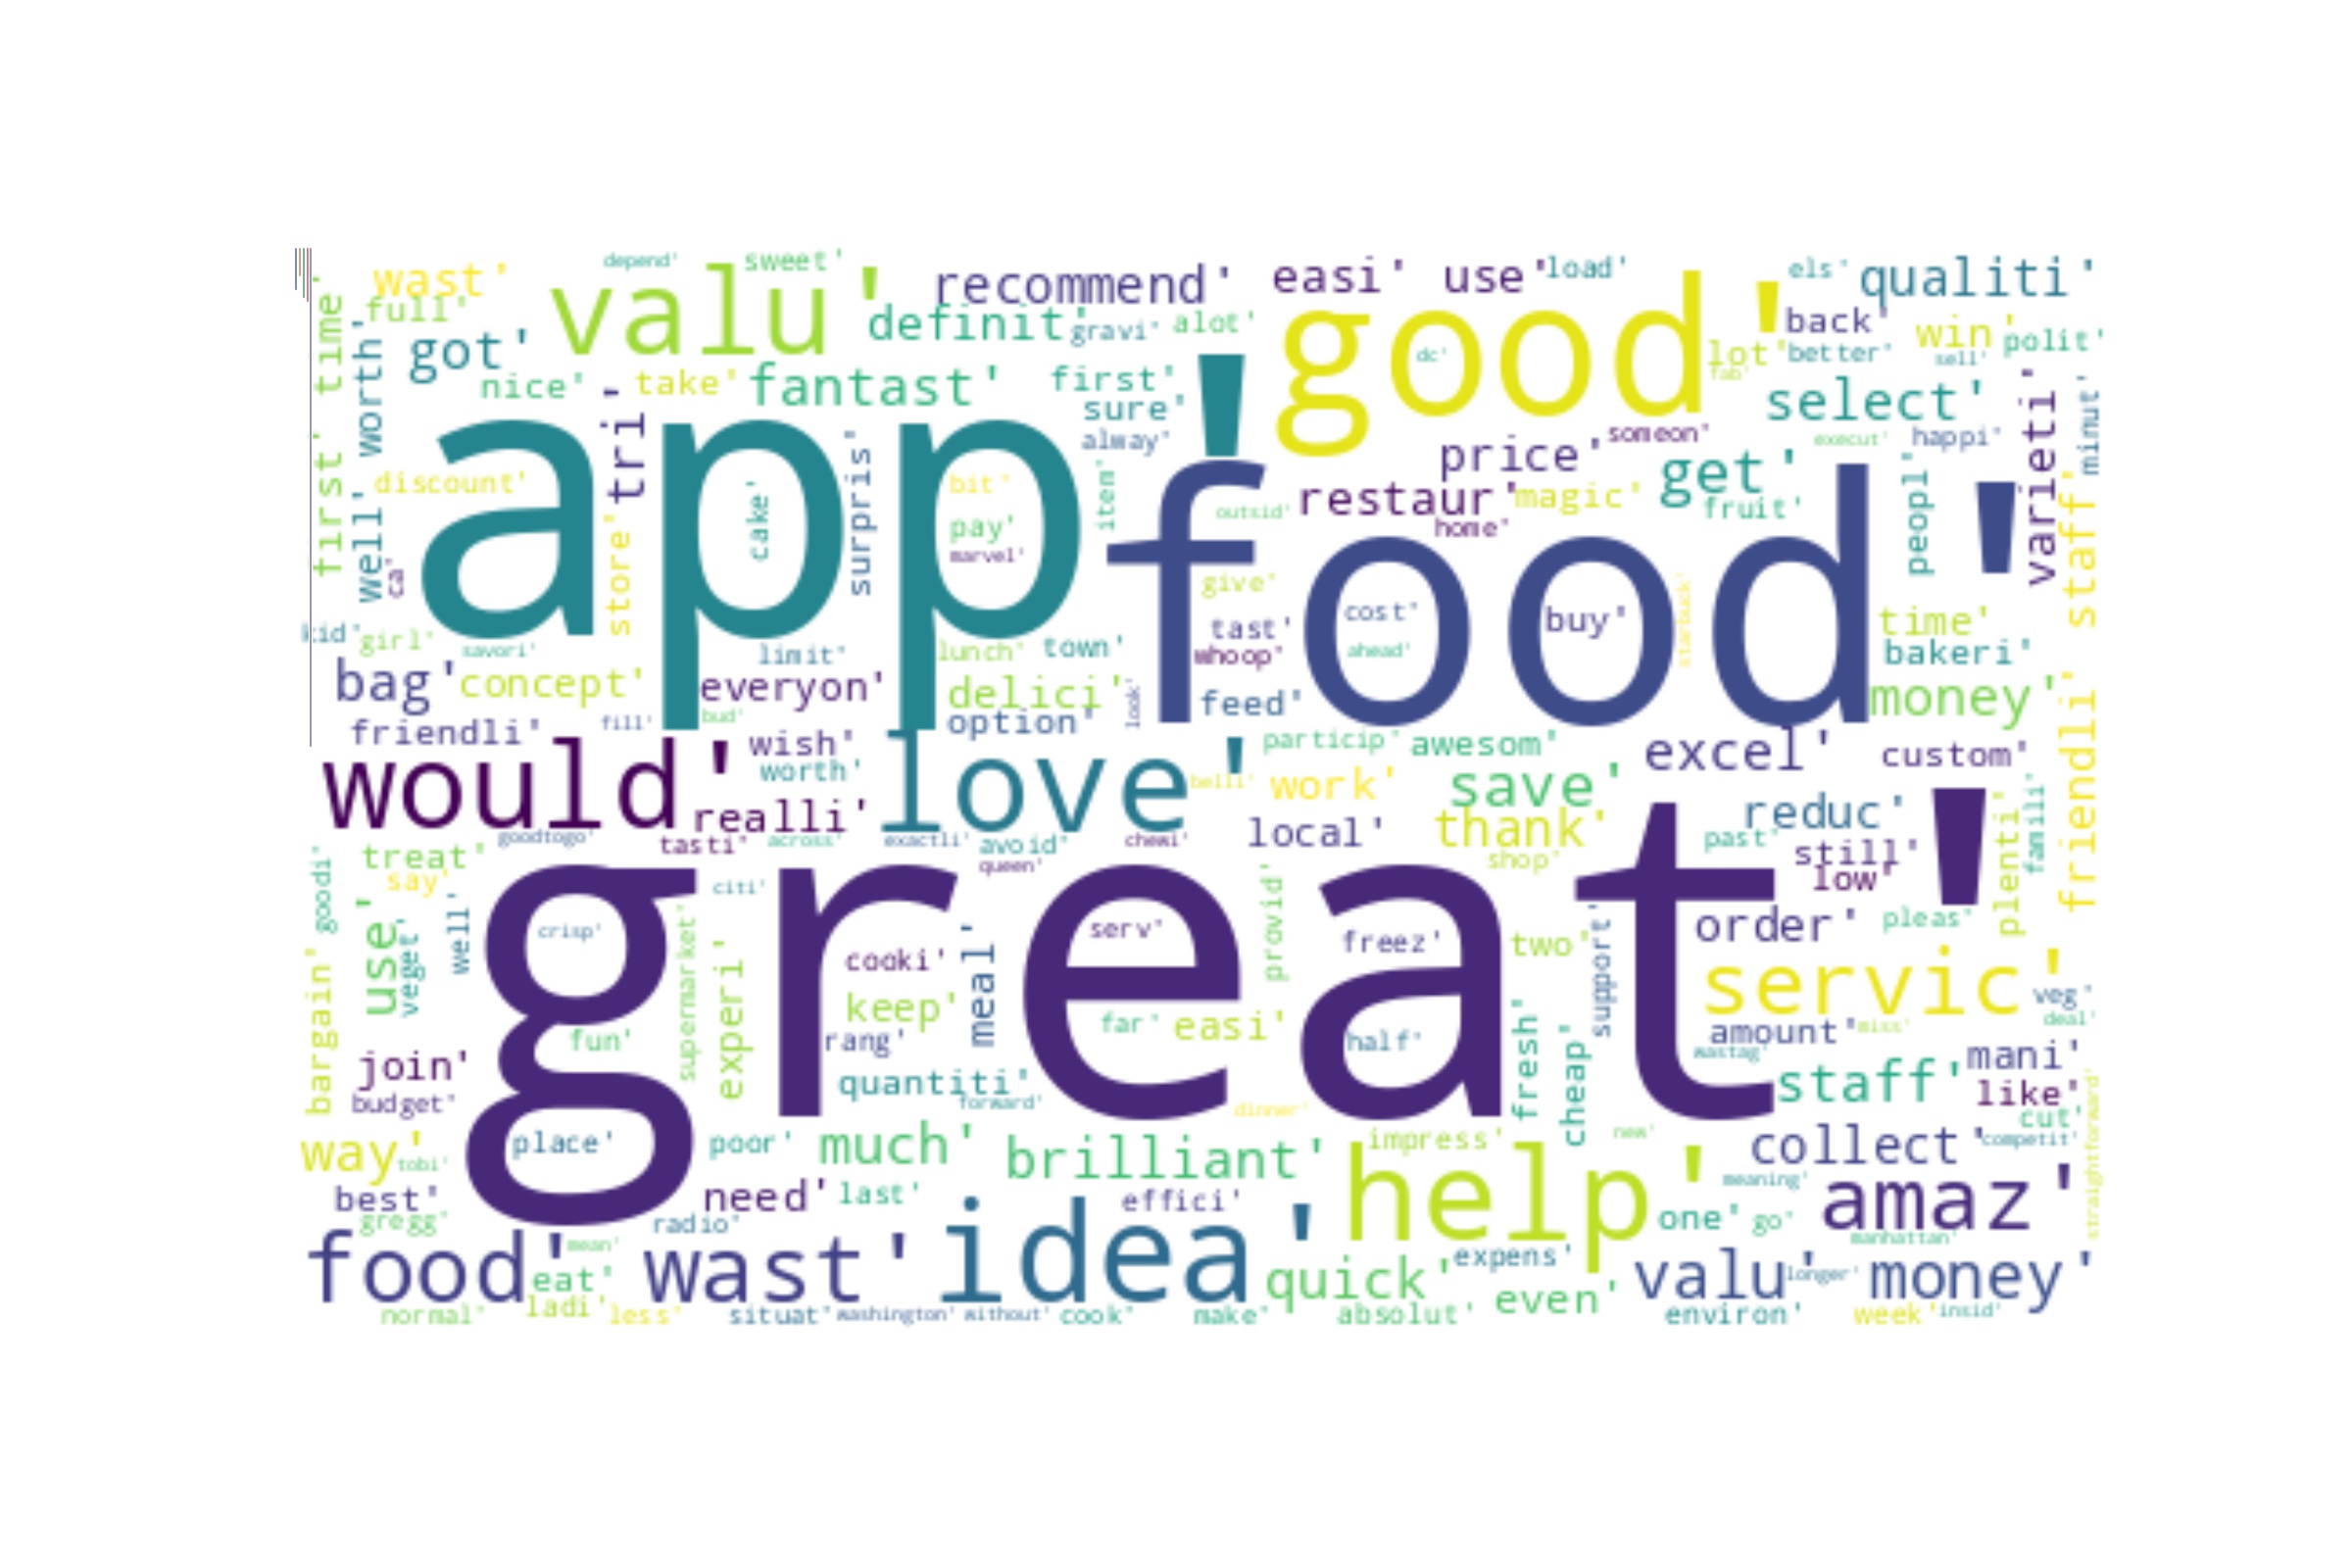 wast' depend' sweet' recommend' easi' use' load' els' qualiti'
full' valu' definit' gravi' alot' good' back' win' polit'
first' time' worth' got' lot' better' sell'
nice' tri' take' fantast' first' sure' dc' fab' select' varieti' minut'
app' alway' price' someon' execut' happi'
well' discount' cake' surpris' bit' item' outsid' restaur' magic' get' peopl' staff'
pay' home' fruit'
ca' store' marvel' food' give' cost' buy' starbuck' time'
kid' girl' savori' limit' lunch' town' tast' whoop' ahead' bakeri'
bag' concept' everyon' delici' look' feed' money'
friendli' fill' bud' option' friendli'
would' wish' worth' love' belli' particip' awesom' work' save' excel' custom'
realli' local' thank' reduc' plenti' famili'
goodtogo' tasti' across' exactli' avoid' chewi' past' still'
goodi' treat' say' citi' queen' shop' low'
great' use' veget' well' crisp' supermarket' experi' cooki' meal' serv' provid' freez' two' support' order' pleas'
bargain' fun' keep' rang' far' easi' half' fresh' cheap' servic' veg' deal'
amount' miss'
join' quantiti' wastag' staff' mani'
budget' forward' dinner' like' cut'
way' tobi' place' poor' much' brilliant' impress' new' collect' competit' straightforward'
best' need' last' effici' help' meaning' amaz'
gregg' radio' one' go' manhattan'
food' mean' wast' idea' expens'
eat' quick' valu' longer' money'
normal' ladi' less' situat' washington' without' cook' make' absolut' even' environ' week' insid'